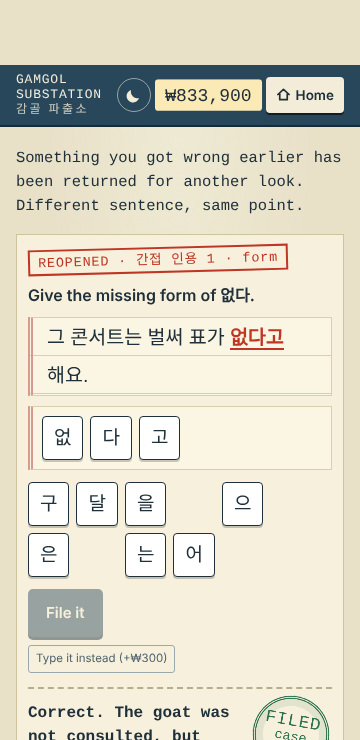 GAMGOL
SUBSTATION
감골 파출소
₩833,900
Home
Something you got wrong earlier has
been returned for another look.
Different sentence, same point.
REOPENED · 간접 인용 1 · form
Give the missing form of 없다.
그 콘서트는 벌써 표가 없다고
해요.
없 다 고
구 달 을 으
은 는 어
File it
Type it instead (+₩300)
Correct. The goat was
not consulted, but
FILED
case